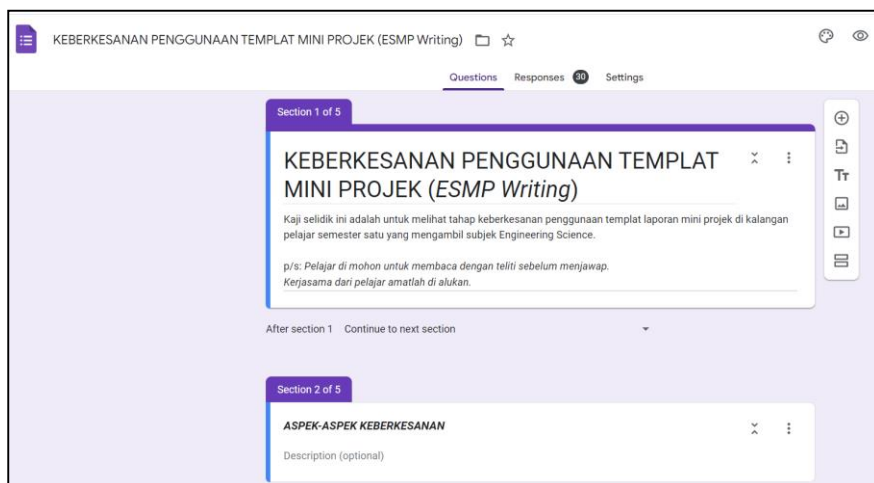 KEBERKESANAN PENGGUNAAN TEMPLAT MINI PROJEK (ESMP Writing)
Questions Responses 30 Settings
Section 1 of 5
KEBERKESANAN PENGGUNAAN TEMPLAT
MINI PROJEK (ESMP Writing)
Kaji selidik ini adalah untuk melihat tahap keberkesanan penggunaan templat laporan mini projek di kalangan
pelajar semester satu yang mengambil subjek Engineering Science.
p/s: Pelajar di mohon untuk membaca dengan teliti sebelum menjawap.
Kerjasama dari pelajar amatlah di alukan.
After section 1 Continue to next section
Section 2 of 5
ASPEK-ASPEK KEBERKESANAN
Description (optional)